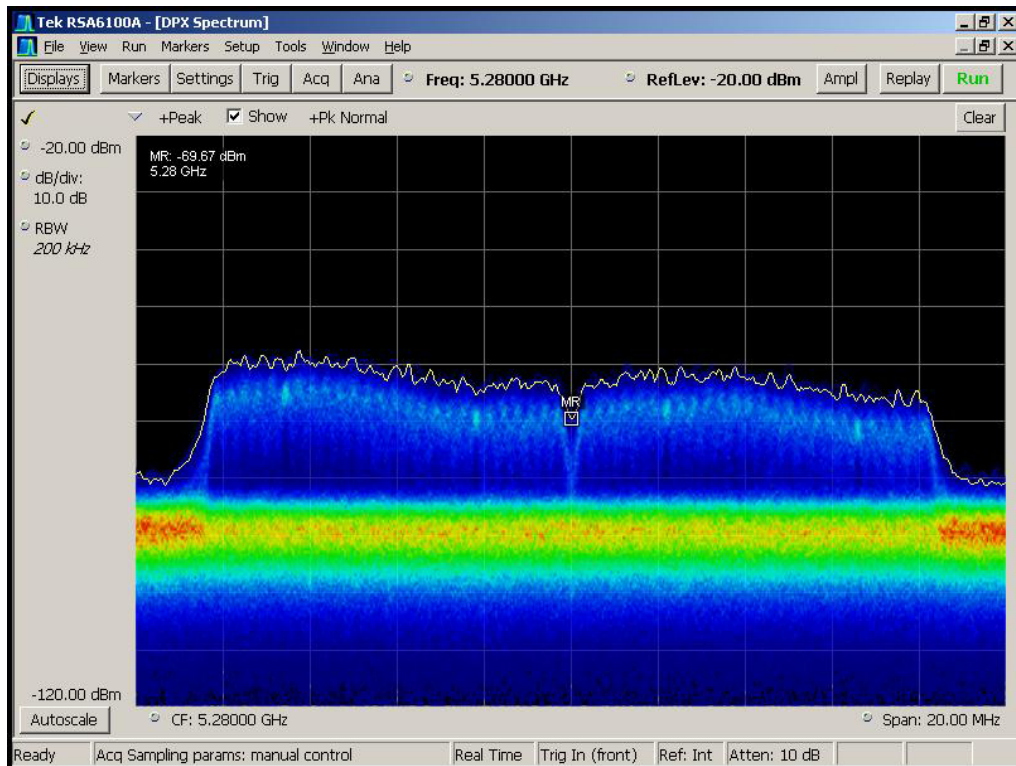 Tek RSA6100A - [DPX Spectrum]
File View Run Markers Setup Tools Window Help
Displays Markers Settings Trig Acq Ana Freq: 5.28000 GHz RefLev: -20.00 dBm Ampl Replay Run
+Peak Show +Pk Normal Clear
-20.00 dBm
dB/div:
10.0 dB
RBW
200 kHz
MR: -69.67 dBm
5.28 GHz
MR
-120.00 dBm
Autoscale CF: 5.28000 GHz Span: 20.00 MHz
Ready Acq Sampling params: manual control Real Time Trig In (front) Ref: Int Atten: 10 dB